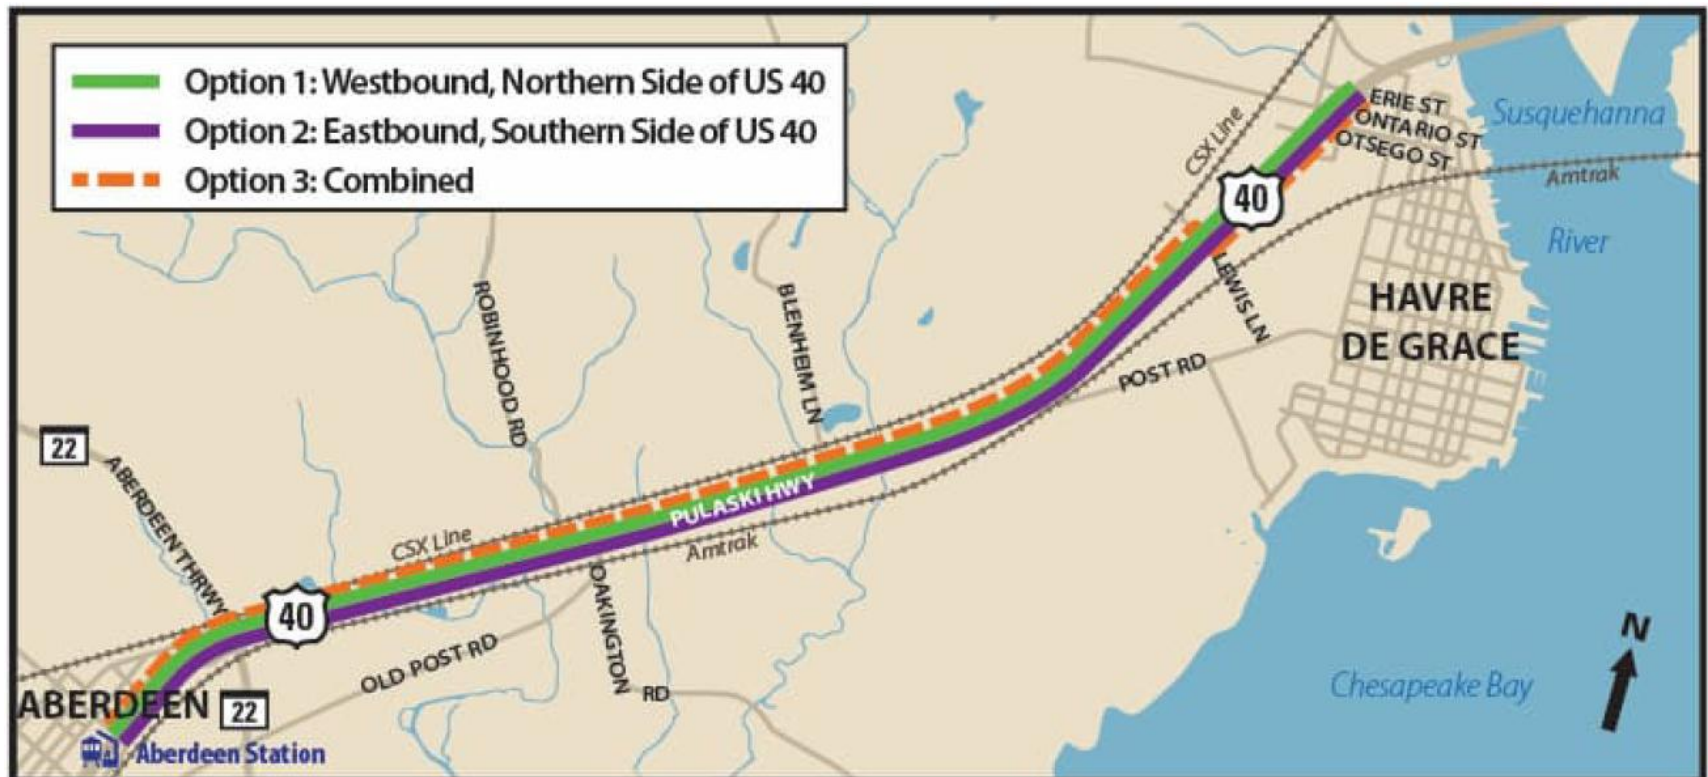 Option 1: Westbound, Northern Side of US 40
Option 2: Eastbound, Southern Side of US 40
Option 3: Combined
ERIE ST
ONTARIO ST
OTSEGO ST
Susquehanna
River
CSX Line
Amtrak
40
LEWIS LN
HAVRE
DE GRACE
POST RD
BLENHEIM LN
ROBINHOOD RD
PULASKI HWY
22
ABERDEEN THRWY
CSX Line
Amtrak
40
OAKINGTON
RD
OLD POST RD
ABERDEEN
22
Aberdeen Station
Chesapeake Bay
N